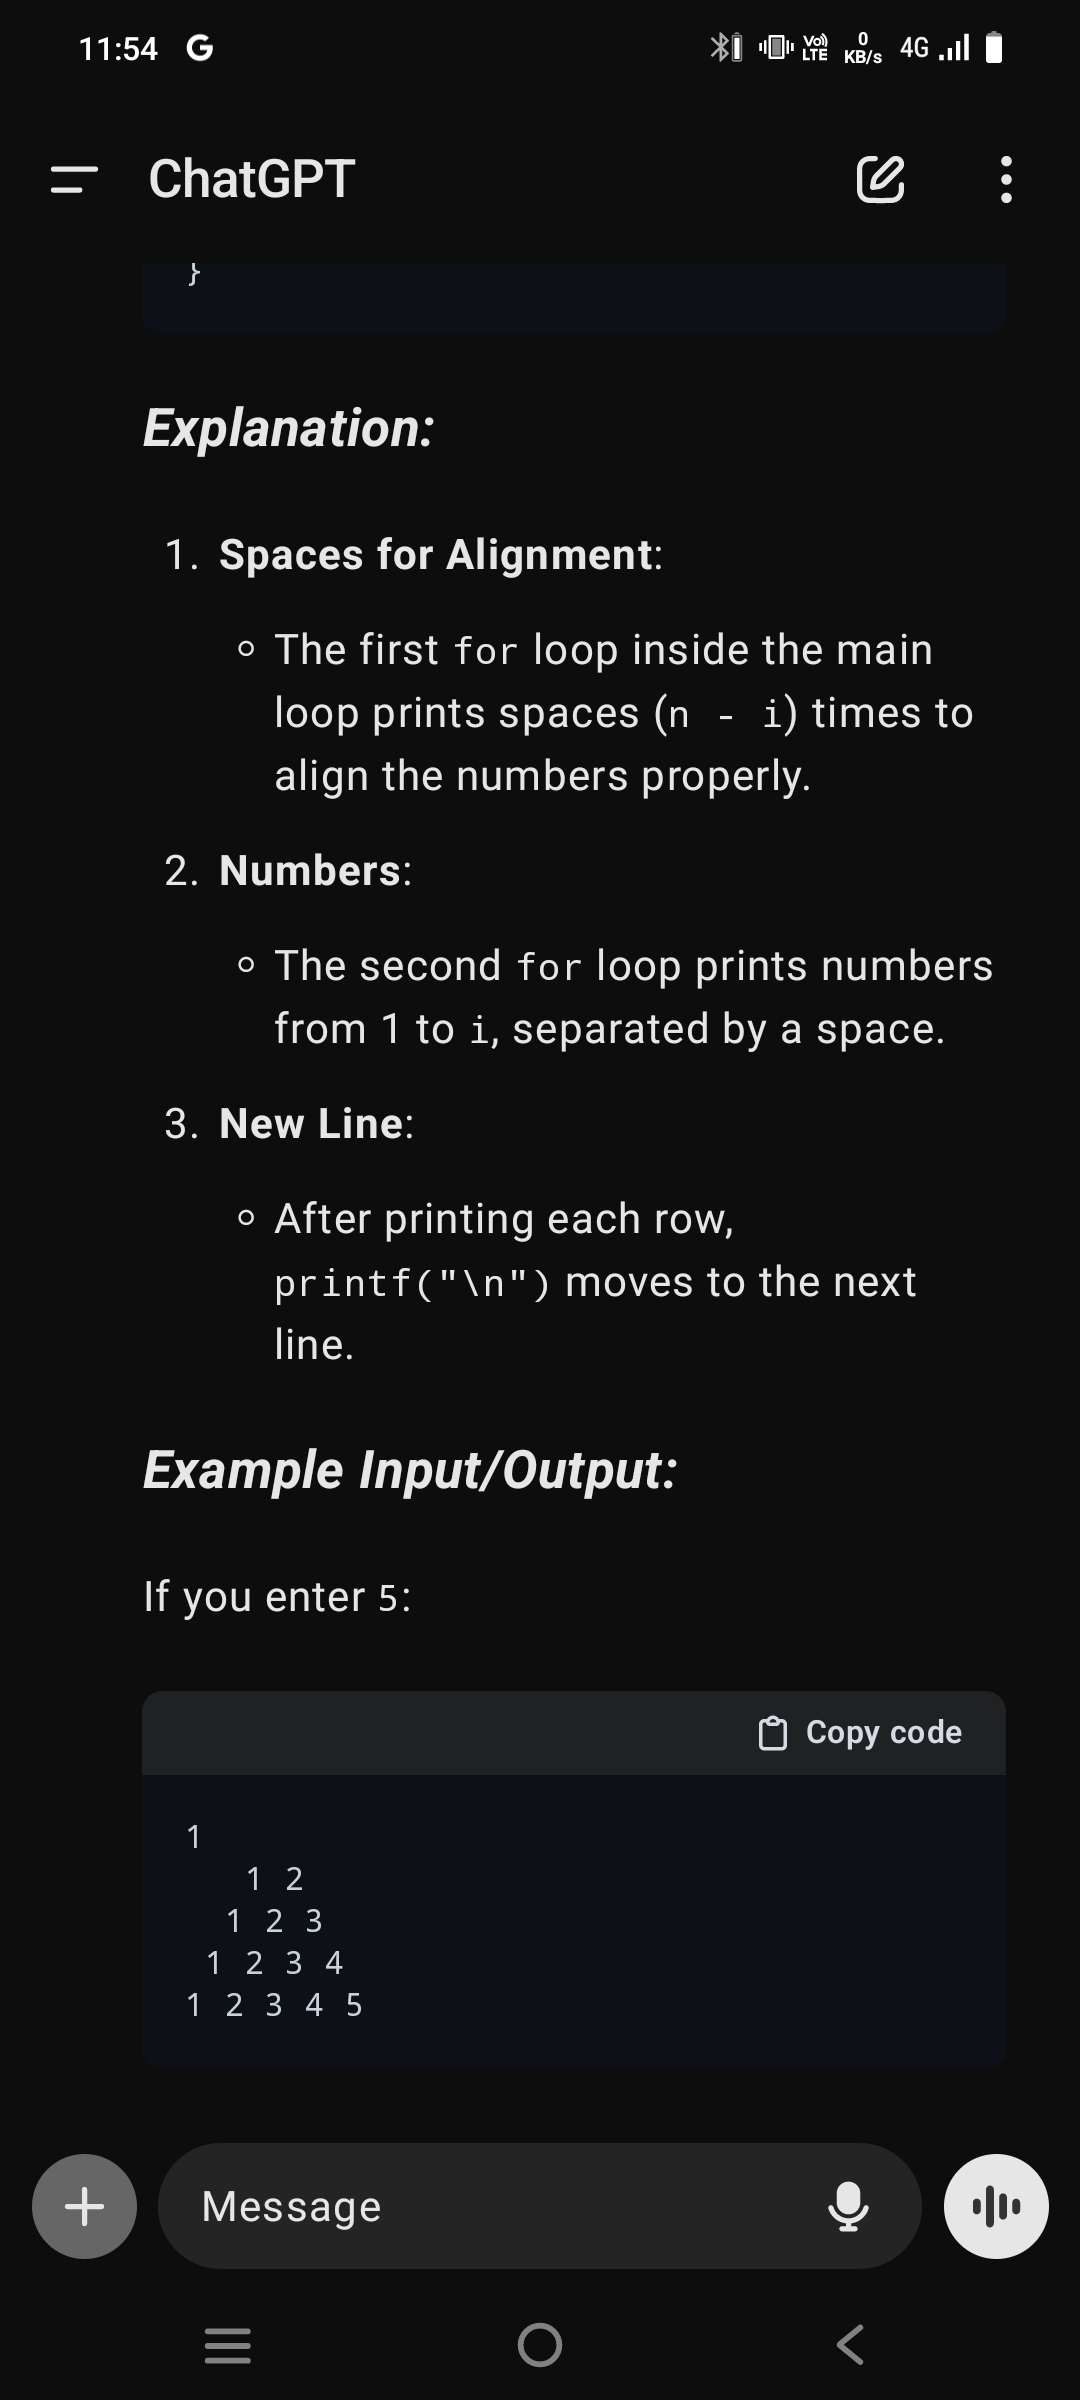 11:54 G VoLTE 0 KB/s 4G
ChatGPT
}
Explanation:
1. Spaces for Alignment:
The first for loop inside the main
loop prints spaces (n - i) times to
align the numbers properly.
2. Numbers:
The second for loop prints numbers
from 1 to i, separated by a space.
3. New Line:
After printing each row,
printf("\n") moves to the next
line.
Example Input/Output:
If you enter 5:
Copy code
1
   1 2
  1 2 3
 1 2 3 4
1 2 3 4 5
Message